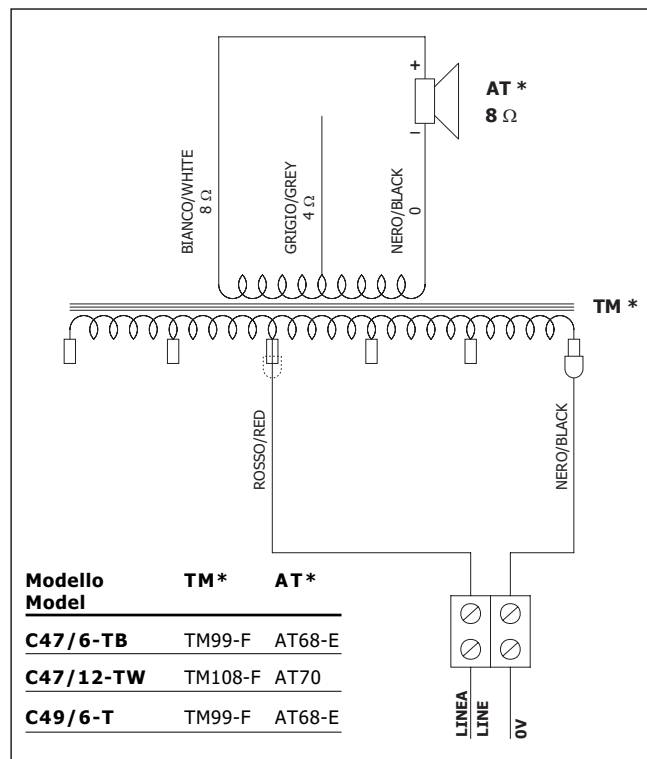 +
AT *
8 Ω
–
BIANCO/WHITE
8 Ω
GRIGIO/GREY
4 Ω
NERO/BLACK
0
TM *
ROSSO/RED
NERO/BLACK
Modello
Model
TM* AT*
C47/6-TB TM99-F AT68-E
C47/12-TW TM108-F AT70
C49/6-T TM99-F AT68-E
LINEA
LINE
0V